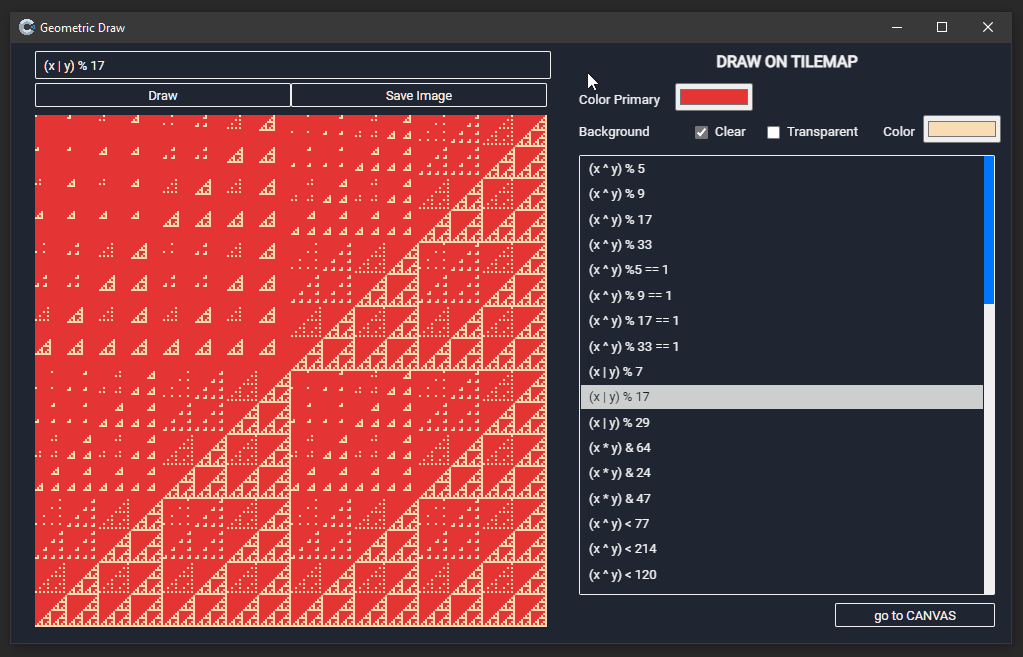 Geometric Draw
(x | y) % 17
Draw
Save Image
DRAW ON TILEMAP
Color Primary
Background Clear Transparent Color
(x ^ y) % 5
(x ^ y) % 9
(x ^ y) % 17
(x ^ y) % 33
(x ^ y) %5 == 1
(x ^ y) % 9 == 1
(x ^ y) % 17 == 1
(x ^ y) % 33 == 1
(x | y) % 7
(x | y) % 17
(x | y) % 29
(x * y) & 64
(x * y) & 24
(x * y) & 47
(x ^ y) < 77
(x ^ y) < 214
(x ^ y) < 120
go to CANVAS